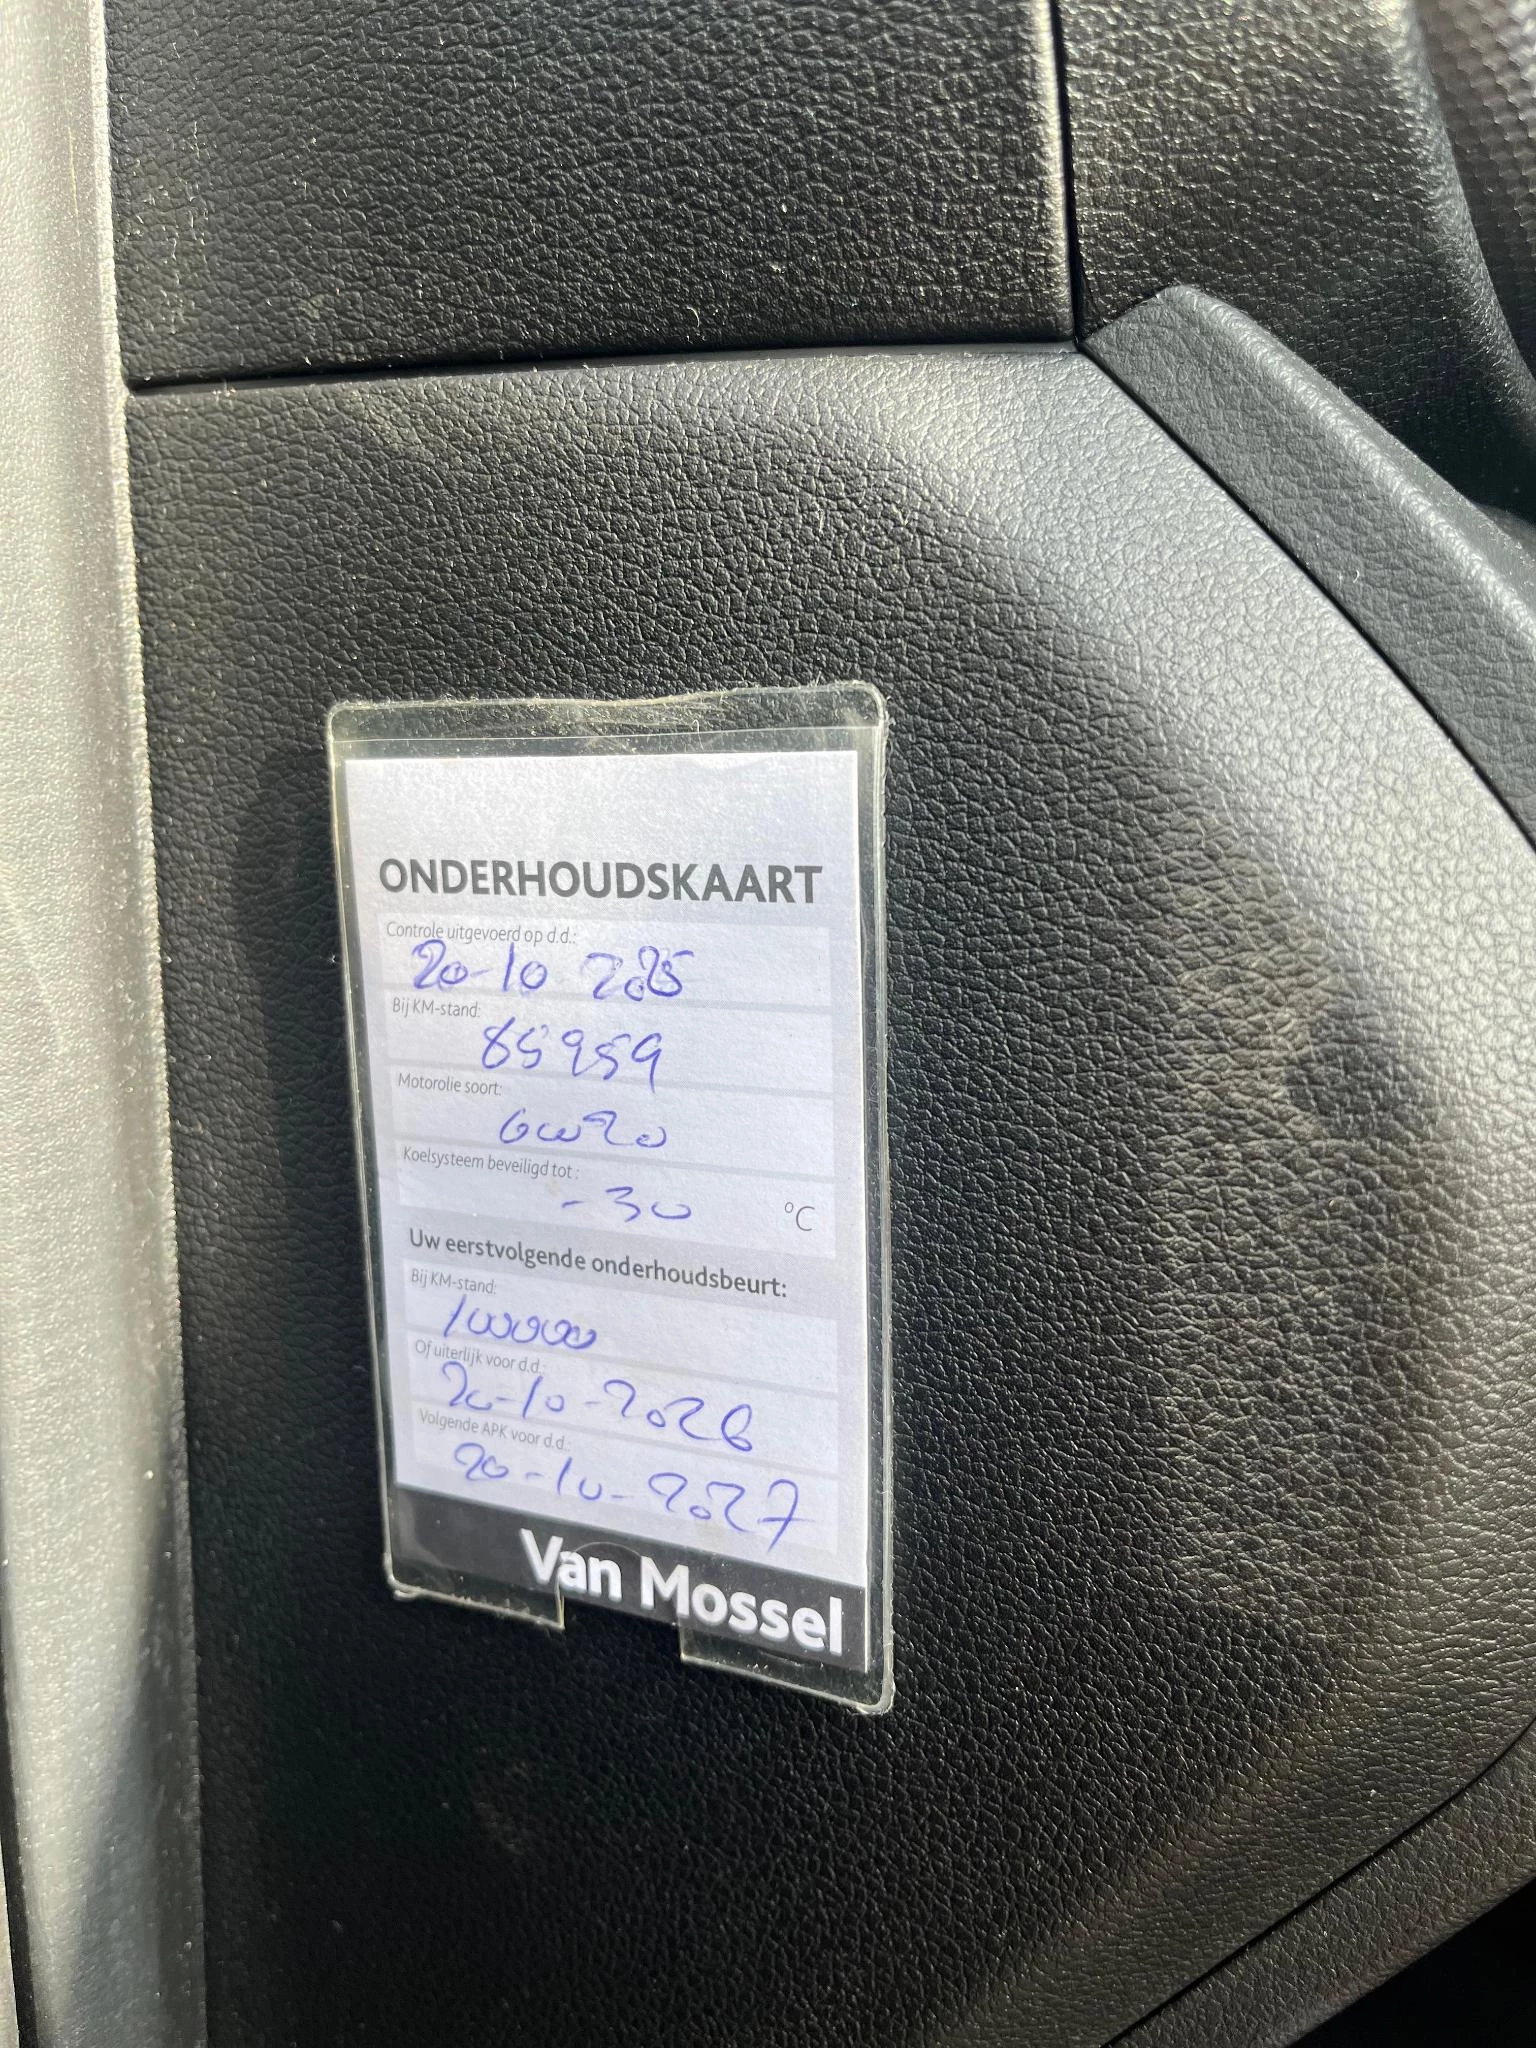 ONDERHOUDSKAART
Controle uitgevoerd op d.d.:
20-10 2025
Bij KM-stand:
85959
Motorolie soort:
0w20
Koelsysteem beveiligd tot :
-30 °C
Uw eerstvolgende onderhoudsbeurt:
Bij KM-stand:
100000
Of uiterlijk voor d.d.:
20-10-2026
Volgende APK voor d.d.:
20-10-2027
Van Mossel